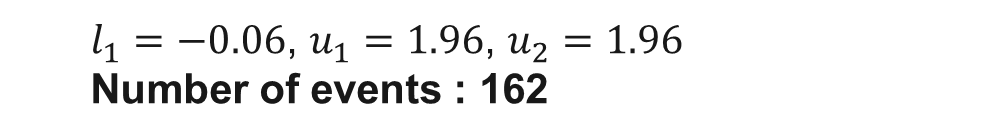 l₁ = −0.06, u₁ = 1.96, u₂ = 1.96
Number of events : 162